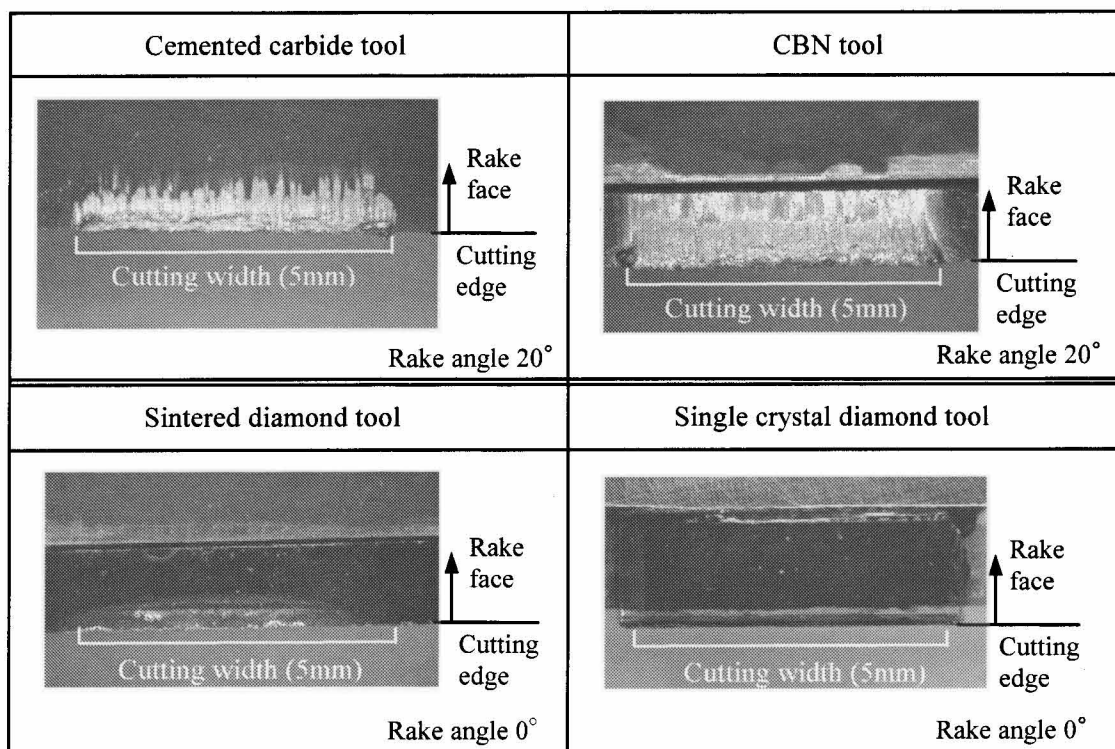 Cemented carbide tool
CBN tool
Rake
face
Cutting
edge
Cutting width (5mm)
Rake angle 20°
Rake
face
Cutting
edge
Cutting width (5mm)
Rake angle 20°
Sintered diamond tool
Single crystal diamond tool
Rake
face
Cutting
edge
Cutting width (5mm)
Rake angle 0°
Rake
face
Cutting
edge
Cutting width (5mm)
Rake angle 0°